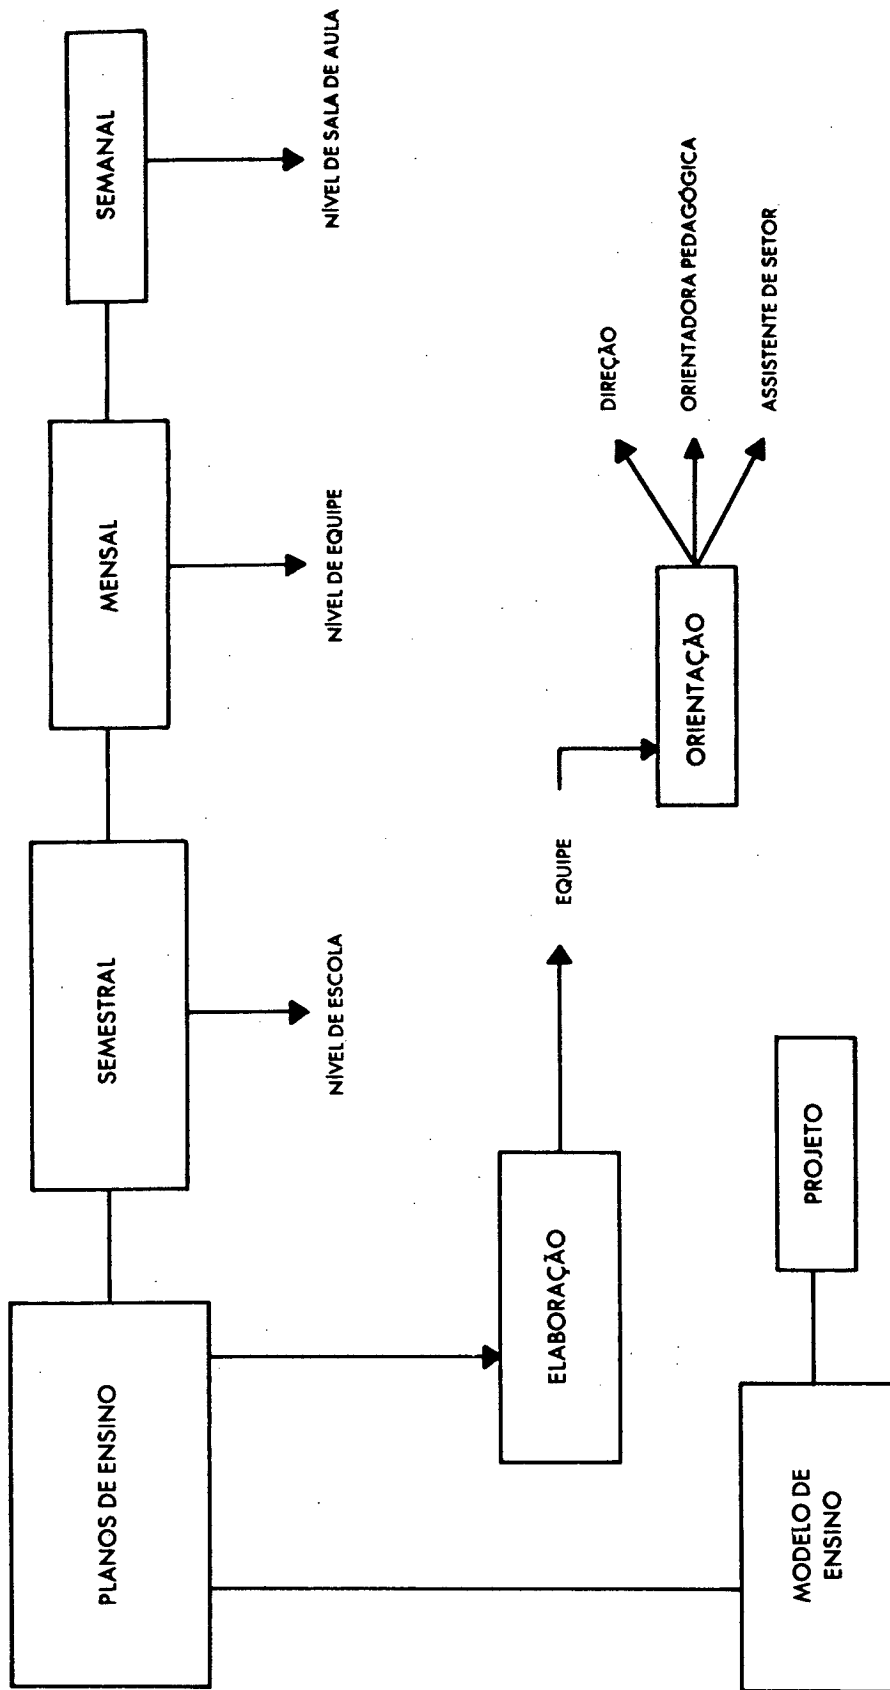 PLANOS DE ENSINO
SEMESTRAL
MENSAL
SEMANAL
NÍVEL DE ESCOLA
NÍVEL DE EQUIPE
NÍVEL DE SALA DE AULA
ELABORAÇÃO
EQUIPE
ORIENTAÇÃO
DIREÇÃO
ORIENTADORA PEDAGÓGICA
ASSISTENTE DE SETOR
MODELO DE
ENSINO
PROJETO